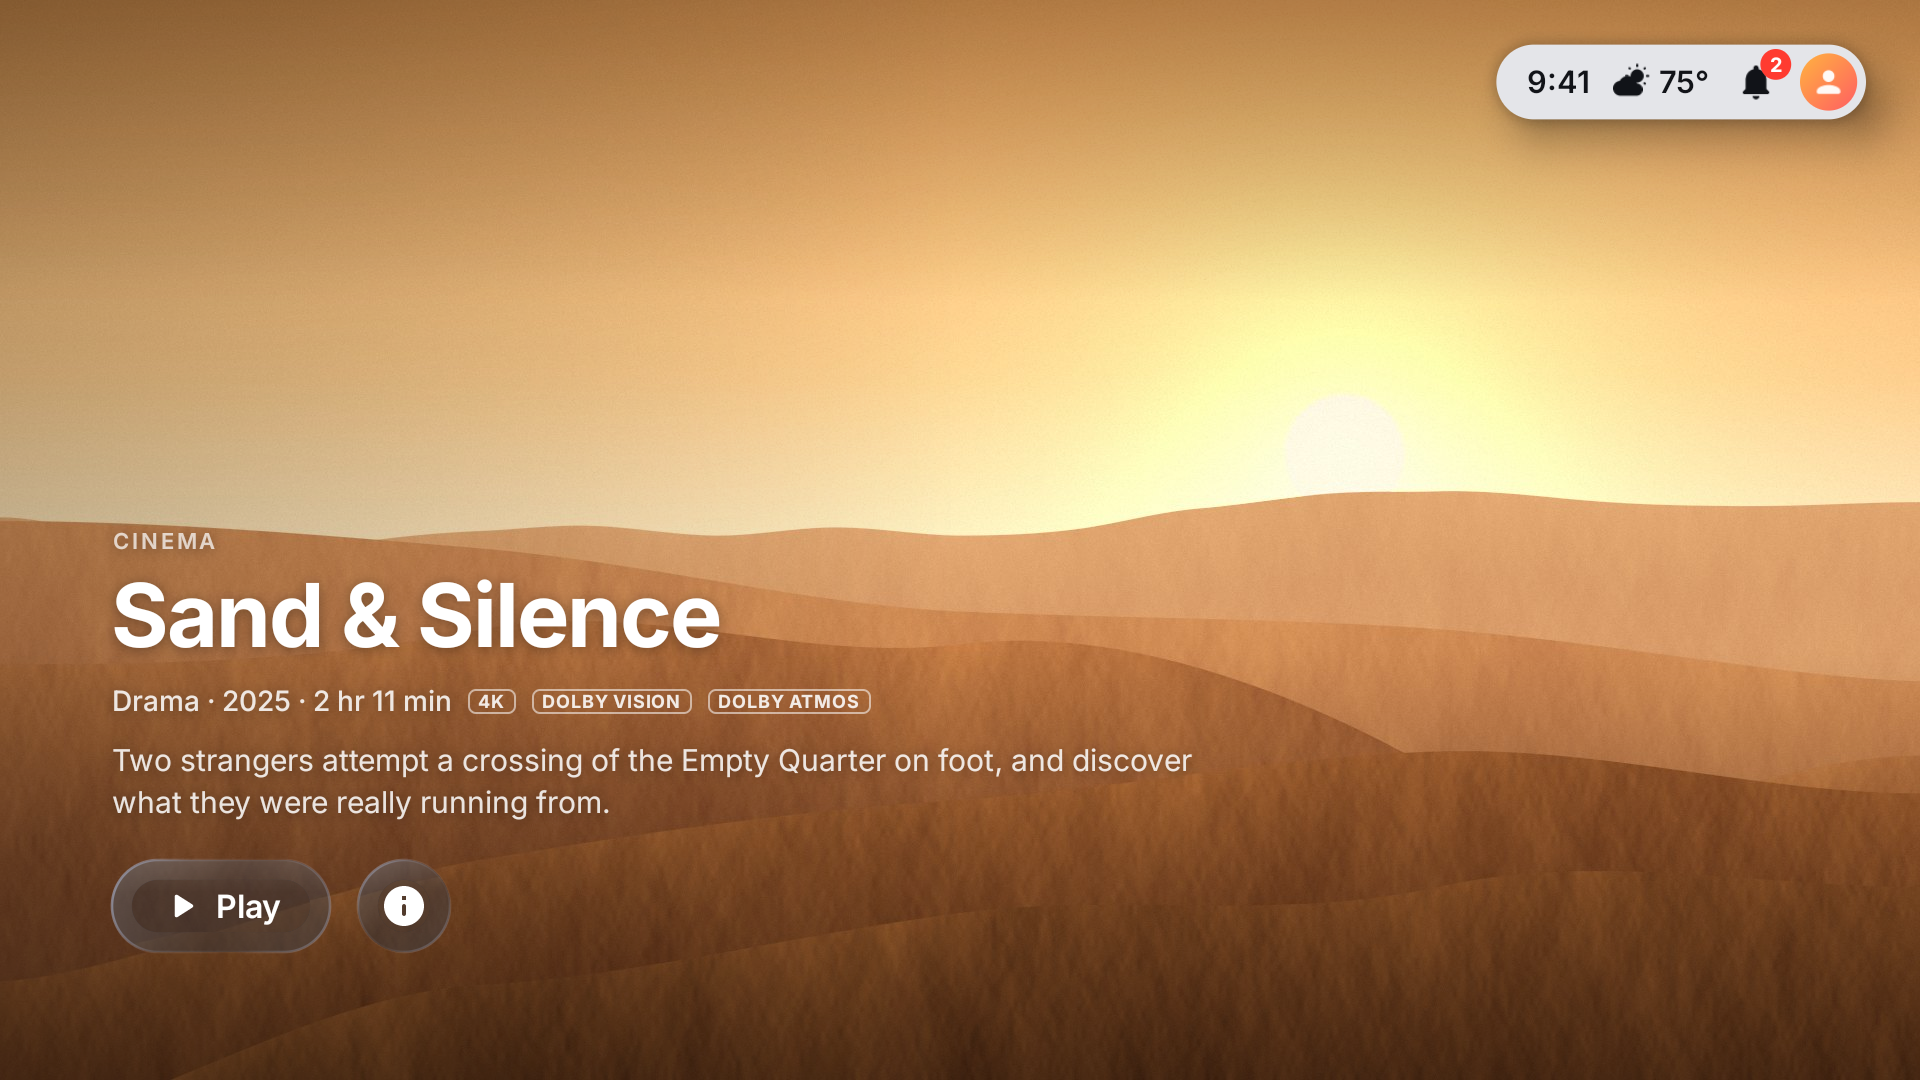 9:41 75° 2
CINEMA
Sand & Silence
Drama · 2025 · 2 hr 11 min 4K DOLBY VISION DOLBY ATMOS
Two strangers attempt a crossing of the Empty Quarter on foot, and discover
what they were really running from.
Play